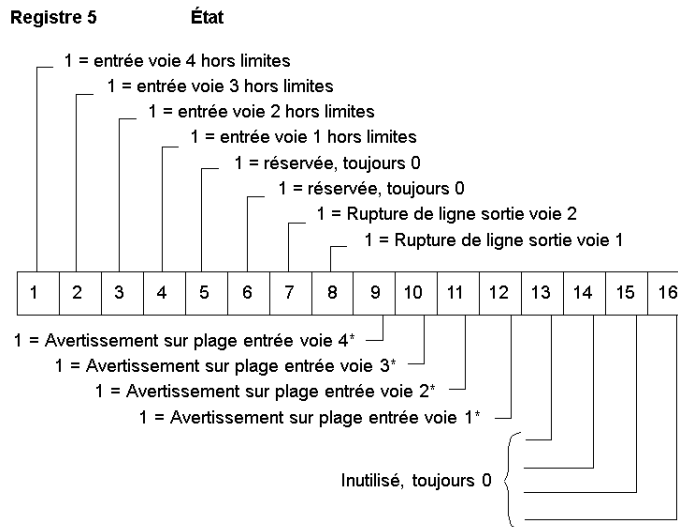 Registre 5 État
1 = entrée voie 4 hors limites
1 = entrée voie 3 hors limites
1 = entrée voie 2 hors limites
1 = entrée voie 1 hors limites
1 = réservée, toujours 0
1 = réservée, toujours 0
1 = Rupture de ligne sortie voie 2
1 = Rupture de ligne sortie voie 1
1 2 3 4 5 6 7 8 9 10 11 12 13 14 15 16
1 = Avertissement sur plage entrée voie 4*
1 = Avertissement sur plage entrée voie 3*
1 = Avertissement sur plage entrée voie 2*
1 = Avertissement sur plage entrée voie 1*
Inutilisé, toujours 0